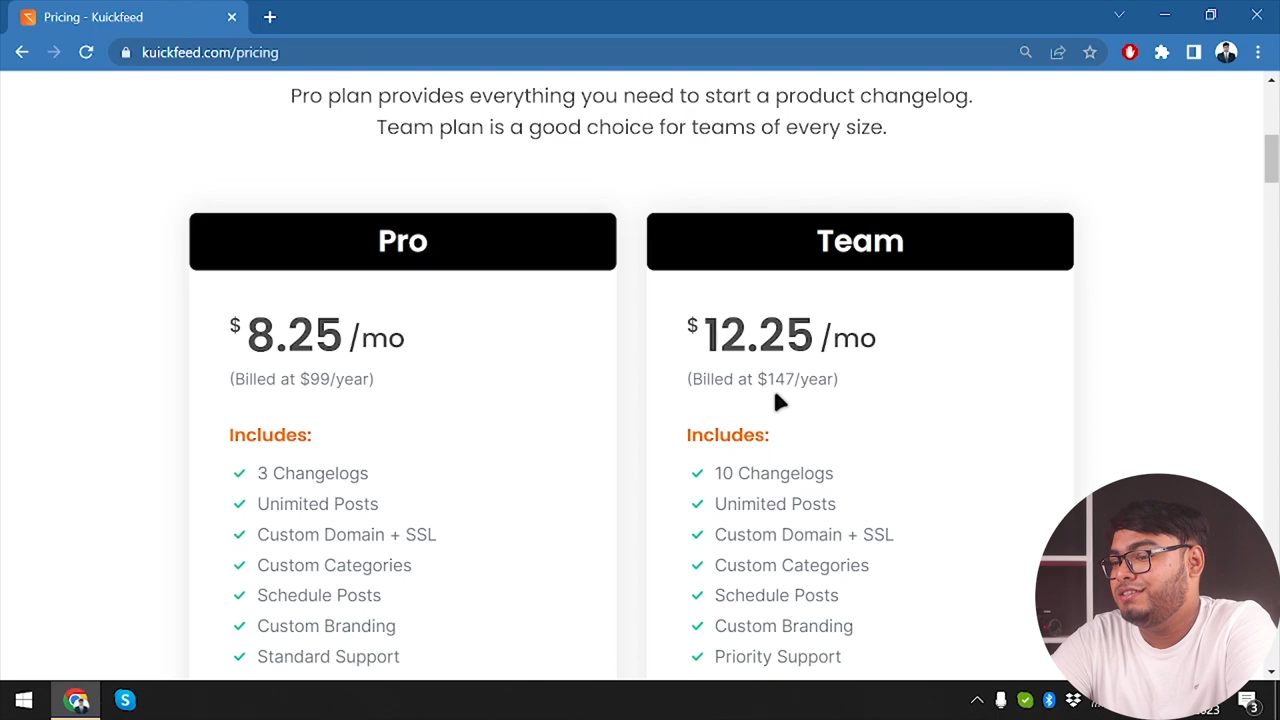 Pricing - Kuickfeed
kuickfeed.com/pricing
Pro plan provides everything you need to start a product changelog.
Team plan is a good choice for teams of every size.
Pro
$8.25/mo
(Billed at $99/year)
Includes:
3 Changelogs
Unimited Posts
Custom Domain + SSL
Custom Categories
Schedule Posts
Custom Branding
Standard Support
Team
$12.25/mo
(Billed at $147/year)
Includes:
10 Changelogs
Unimited Posts
Custom Domain + SSL
Custom Categories
Schedule Posts
Custom Branding
Priority Support
3